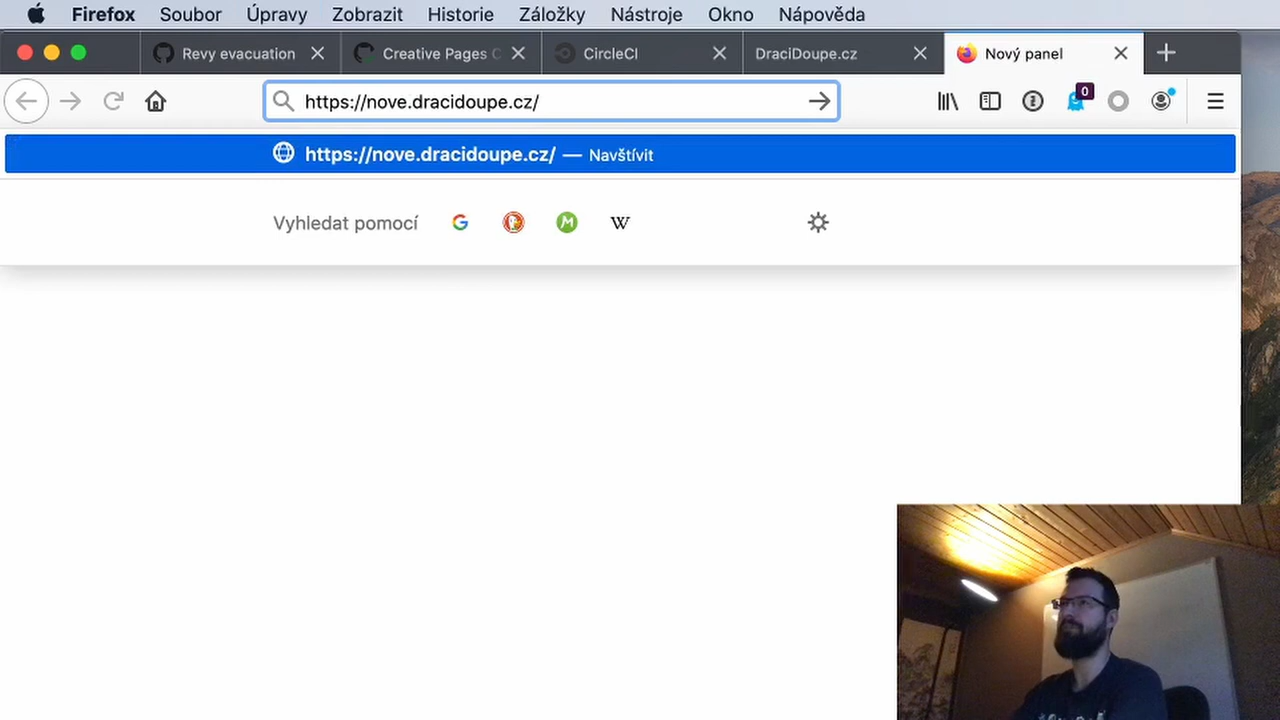 Firefox Soubor Úpravy Zobrazit Historie Záložky Nástroje Okno Nápověda
Revy evacuation Creative Pages C CircleCI DraciDoupe.cz Nový panel
https://nove.dracidoupe.cz/ 0
https://nove.dracidoupe.cz/ — Navštívit
Vyhledat pomocí G M W